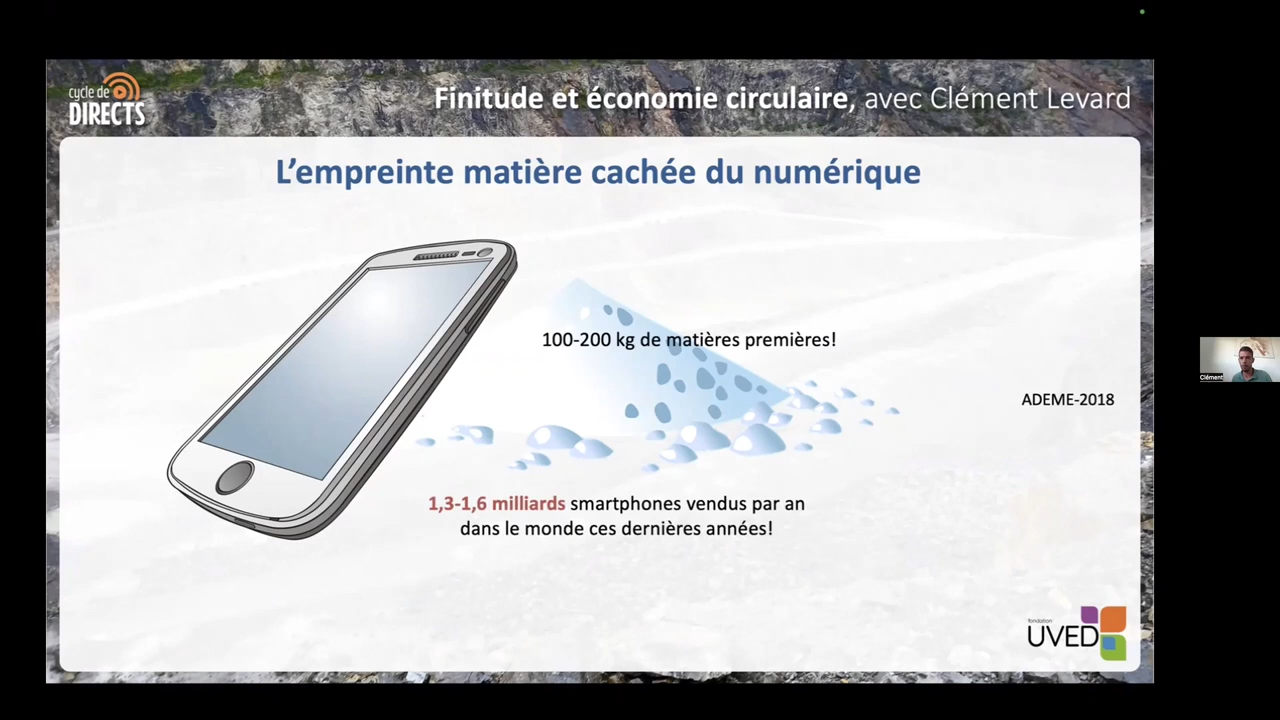 cycle de
DIRECTS
Finitude et économie circulaire, avec Clément Levard
L'empreinte matière cachée du numérique
100-200 kg de matières premières!
Clément
ADEME-2018
1,3-1,6 milliards smartphones vendus par an
dans le monde ces dernières années!
fondation
UVED